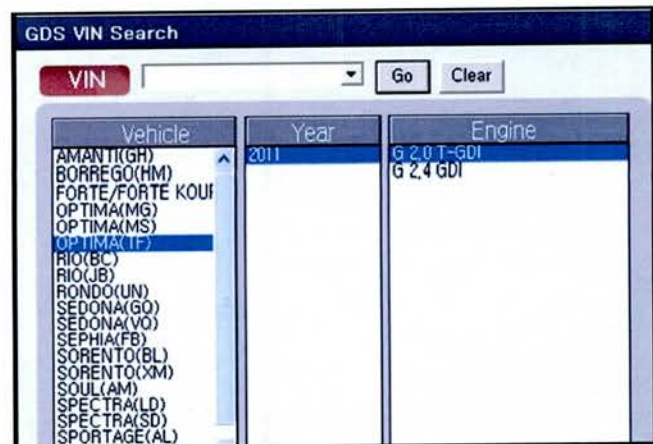 GDS VIN Search
VIN
Go
Clear
Vehicle
AMANTI(GH)
BORREGO(HM)
FORTE/FORTE KOUP
OPTIMA(MG)
OPTIMA(MS)
OPTIMA(TF)
RIO(BC)
RIO(JB)
RONDO(UN)
SEDONA(GQ)
SEDONA(VQ)
SEPHIA(FB)
SORENTO(BL)
SORENTO(XM)
SOUL(AM)
SPECTRA(LD)
SPECTRA(SD)
SPORTAGE(AL)
Year
2011
Engine
G 2,0 T-GDI
G 2,4 GDI